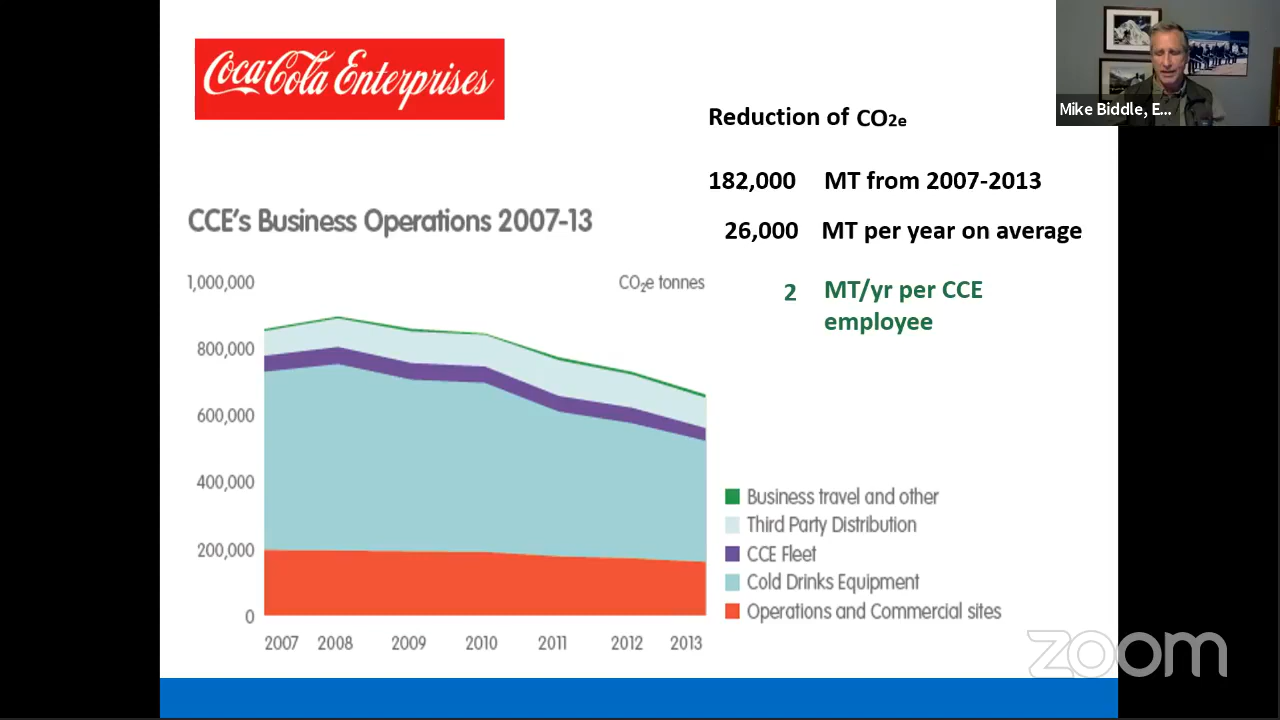 Coca-Cola Enterprises
Mike Biddle, E...
Reduction of CO2e
182,000 MT from 2007-2013
26,000 MT per year on average
2 MT/yr per CCE
employee
CCE's Business Operations 2007-13
CO2e tonnes
1,000,000
800,000
600,000
400,000
200,000
0
2007 2008 2009 2010 2011 2012 2013
Business travel and other
Third Party Distribution
CCE Fleet
Cold Drinks Equipment
Operations and Commercial sites
zoom